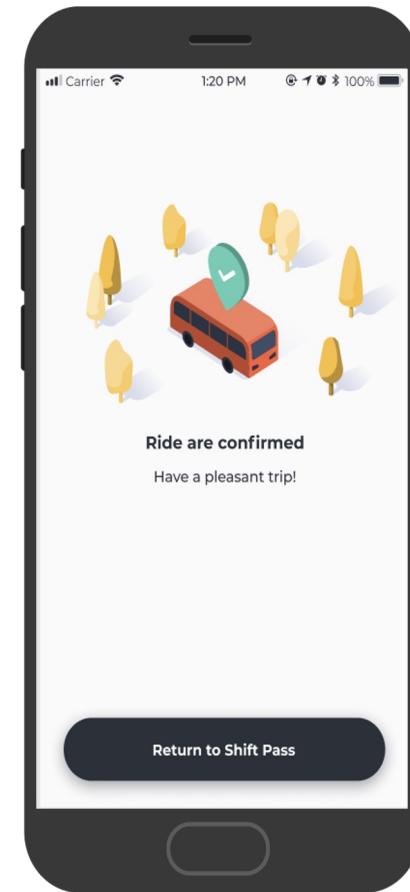 Carrier 1:20 PM 100%
Ride are confirmed
Have a pleasant trip!
Return to Shift Pass